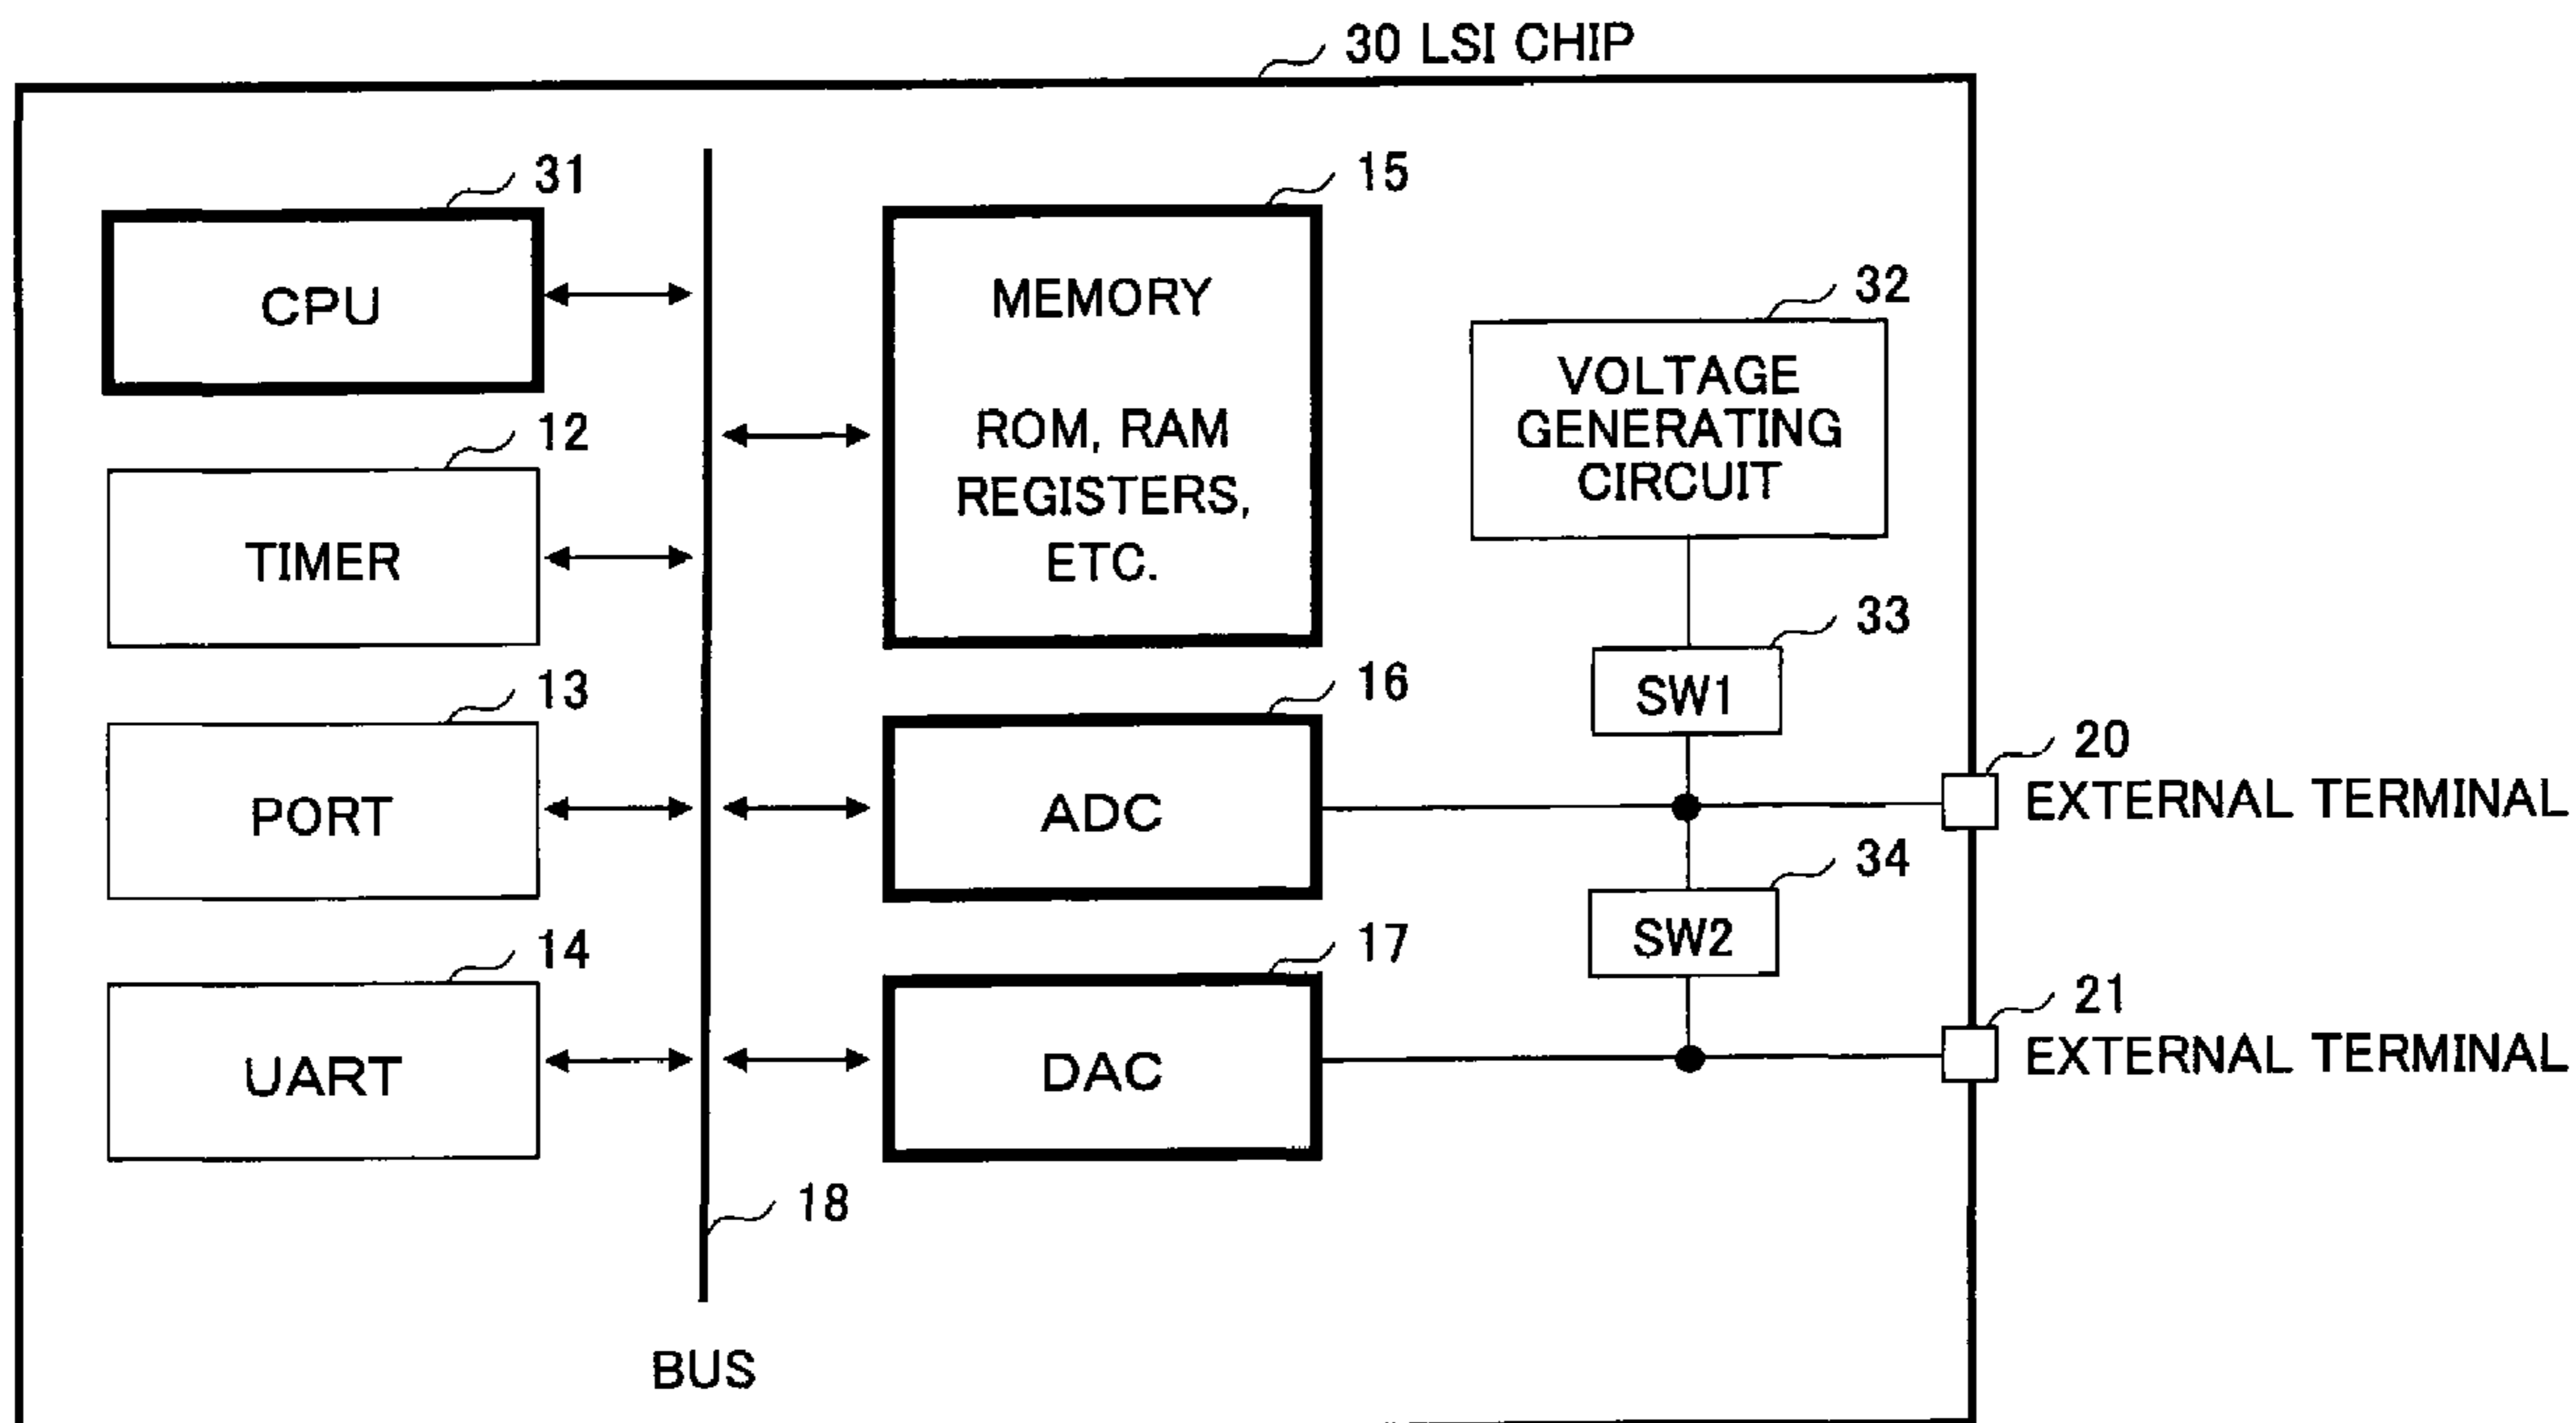 30 LSI CHIP
31
CPU
12
TIMER
13
PORT
14
UART
18
BUS
15
MEMORY
ROM, RAM
REGISTERS,
ETC.
16
ADC
17
DAC
32
VOLTAGE
GENERATING
CIRCUIT
33
SW1
34
SW2
20
EXTERNAL TERMINAL
21
EXTERNAL TERMINAL